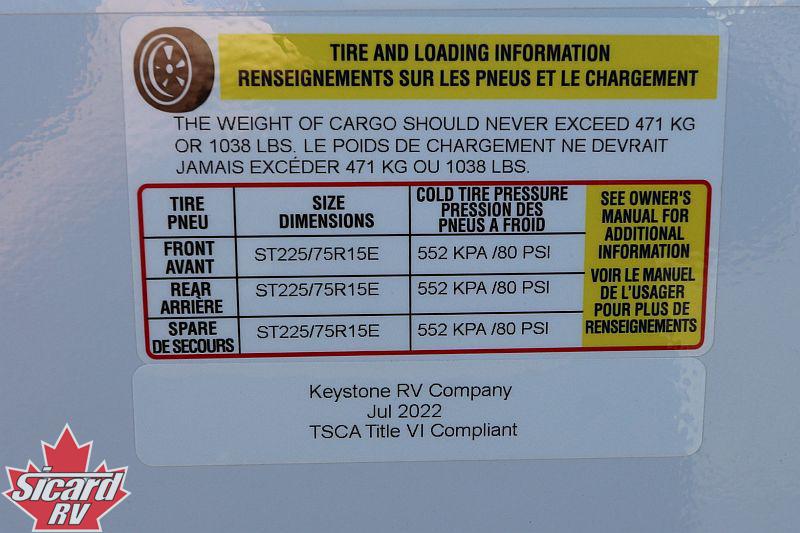 TIRE AND LOADING INFORMATION
RENSEIGNEMENTS SUR LES PNEUS ET LE CHARGEMENT
THE WEIGHT OF CARGO SHOULD NEVER EXCEED 471 KG
OR 1038 LBS. LE POIDS DE CHARGEMENT NE DEVRAIT
JAMAIS EXCÉDER 471 KG OU 1038 LBS.
TIRE
PNEU
SIZE
DIMENSIONS
COLD TIRE PRESSURE
PRESSION DES
PNEUS A FROID
SEE OWNER'S
MANUAL FOR
ADDITIONAL
INFORMATION
VOIR LE MANUEL
DE L'USAGER
POUR PLUS DE
RENSEIGNEMENTS
FRONT
AVANT
ST225/75R15E
552 KPA /80 PSI
REAR
ARRIÈRE
ST225/75R15E
552 KPA /80 PSI
SPARE
DE SECOURS
ST225/75R15E
552 KPA /80 PSI
Keystone RV Company
Jul 2022
TSCA Title VI Compliant
Sicard
RV